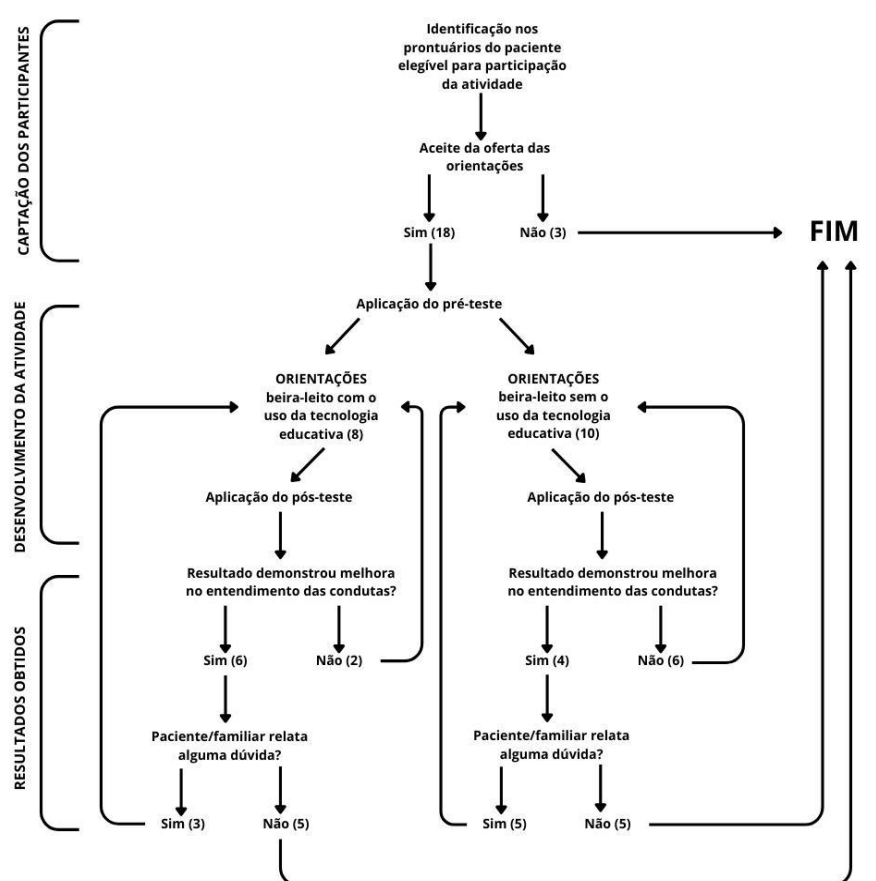 CAPTAÇÃO DOS PARTICIPANTES
Identificação nos
prontuários do paciente
elegível para participação
da atividade
Aceite da oferta das
orientações
Sim (18)
Não (3)
FIM
DESENVOLVIMENTO DA ATIVIDADE
Aplicação do pré-teste
ORIENTAÇÕES
beira-leito com o
uso da tecnologia
educativa (8)
ORIENTAÇÕES
beira-leito sem o
uso da tecnologia
educativa (10)
Aplicação do pós-teste
Aplicação do pós-teste
RESULTADOS OBTIDOS
Resultado demonstrou melhora
no entendimento das condutas?
Resultado demonstrou melhora
no entendimento das condutas?
Sim (6)
Não (2)
Sim (4)
Não (6)
Paciente/familiar relata
alguma dúvida?
Paciente/familiar relata
alguma dúvida?
Sim (3)
Não (5)
Sim (5)
Não (5)